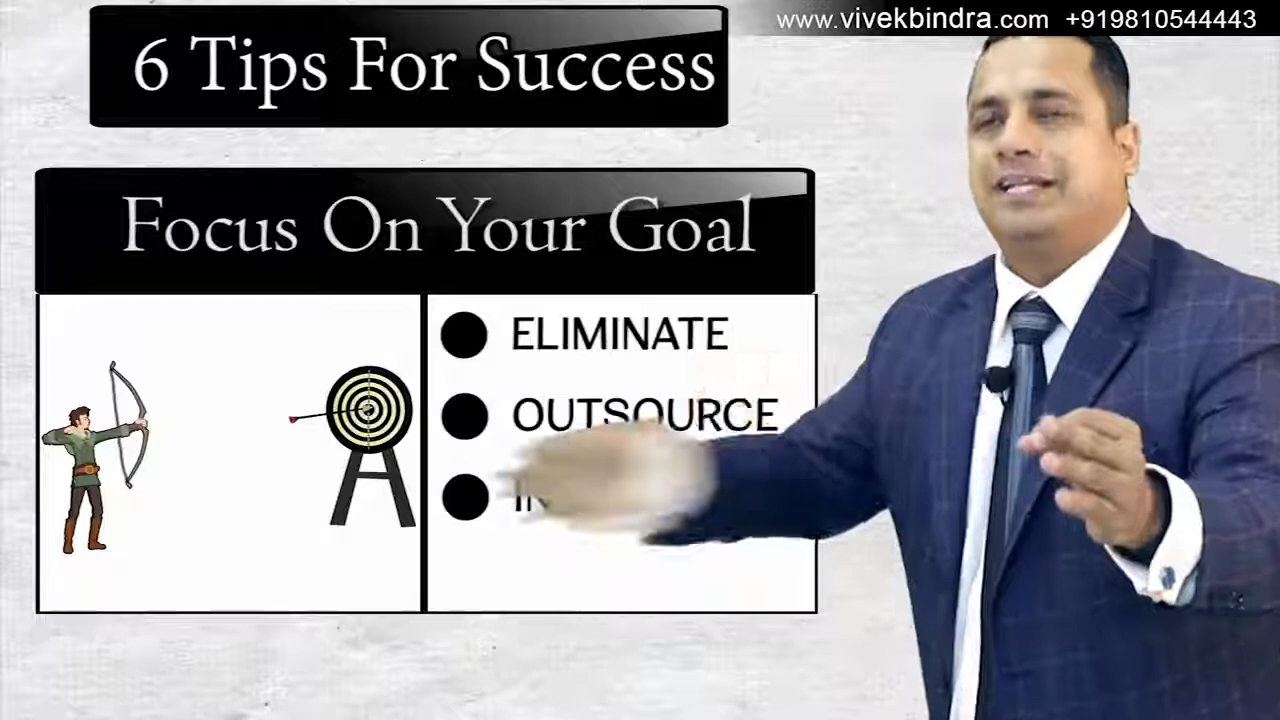 www.vivekbindra.com +919810544443
6 Tips For Success
Focus On Your Goal
ELIMINATE
OUTSOURCE